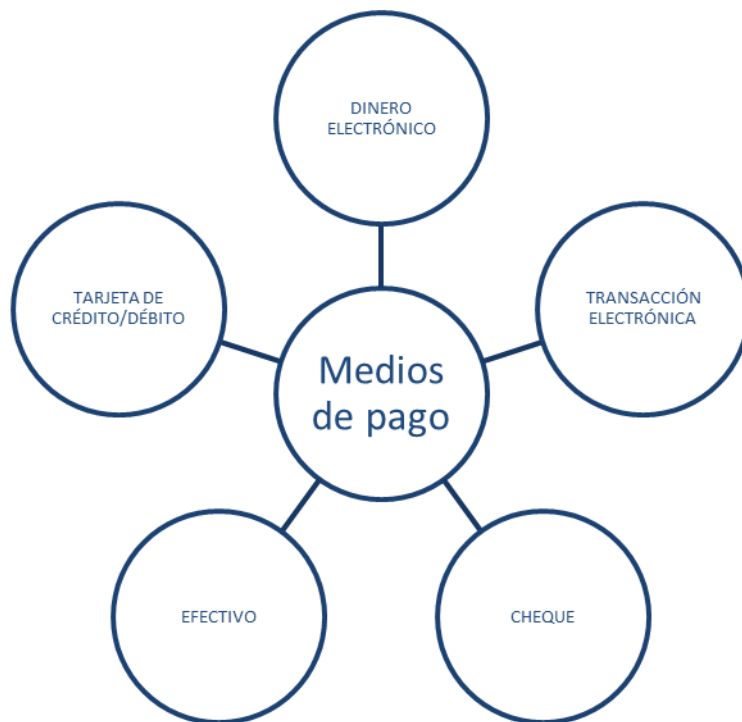 DINERO
ELECTRÓNICO
TARJETA DE
CRÉDITO/DÉBITO
TRANSACCIÓN
ELECTRÓNICA
Medios
de pago
EFECTIVO
CHEQUE